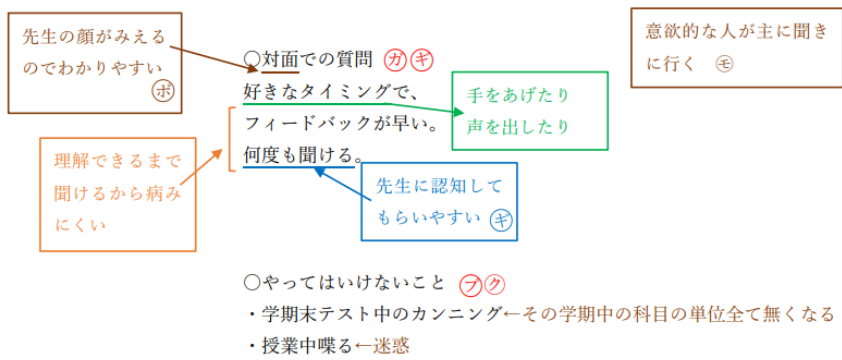 先生の顔がみえる
のでわかりやすい
㋭
○対面での質問 ㋕㋖
好きなタイミングで、
フィードバックが早い。
何度も聞ける。
意欲的な人が主に聞き
に行く ㋲
手をあげたり
声を出したり
理解できるまで
聞けるから病み
にくい
先生に認知して
もらいやすい
○やってはいけないこと
・学期末テスト中のカンニング←その学期中の科目の単位全て無くなる
・授業中喋る←迷惑